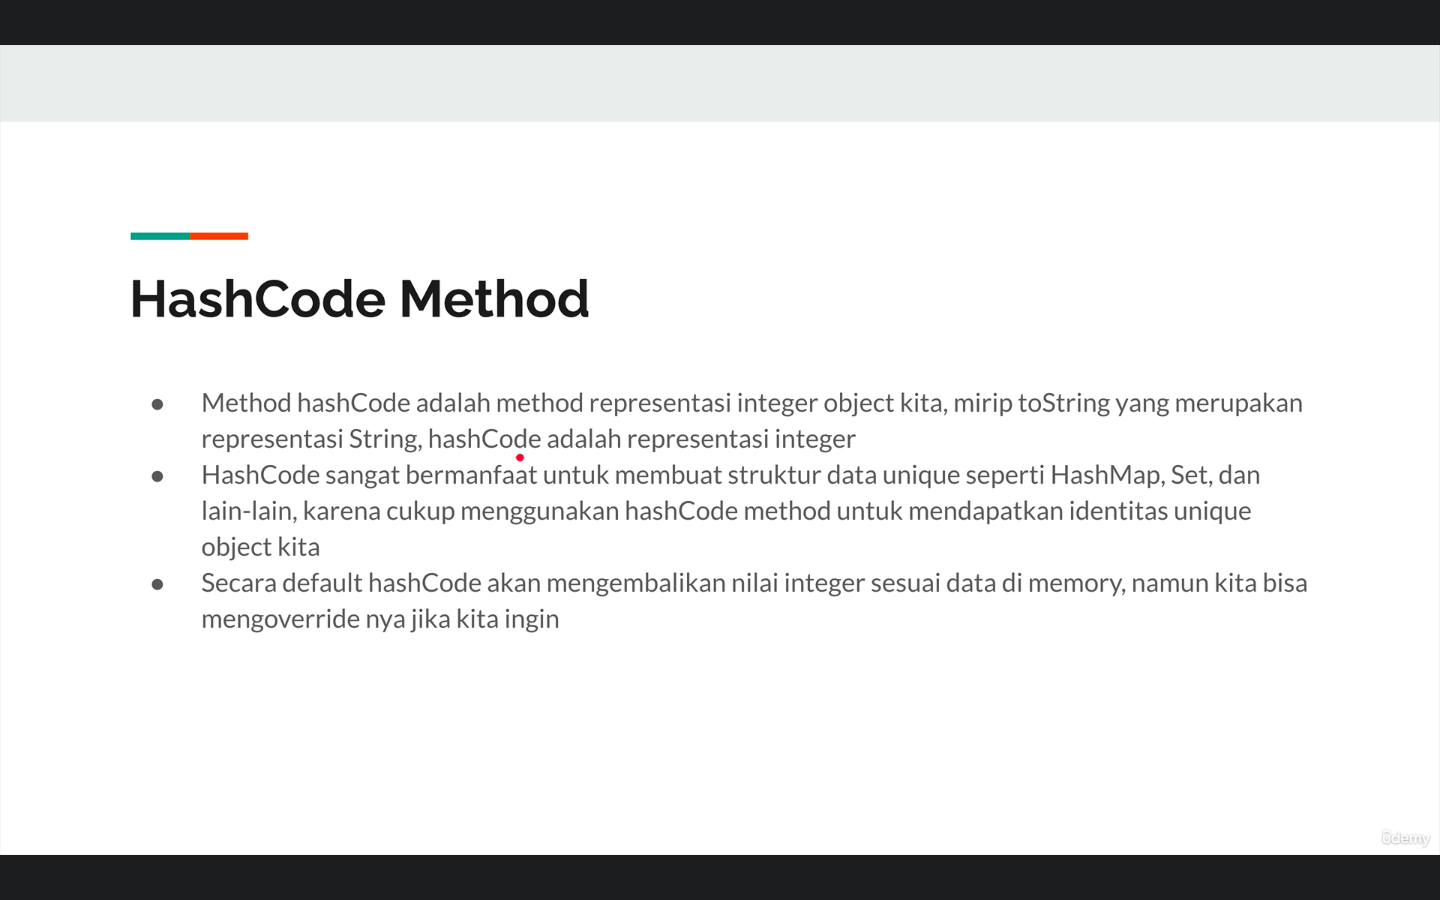 HashCode Method
● Method hashCode adalah method representasi integer object kita, mirip toString yang merupakan
representasi String, hashCode adalah representasi integer
● HashCode sangat bermanfaat untuk membuat struktur data unique seperti HashMap, Set, dan
lain-lain, karena cukup menggunakan hashCode method untuk mendapatkan identitas unique
object kita
● Secara default hashCode akan mengembalikan nilai integer sesuai data di memory, namun kita bisa
mengoverride nya jika kita ingin
ûdemy